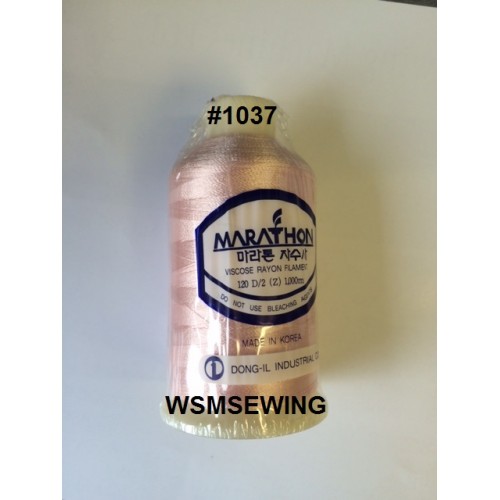 #1037
MARATHON
마라톤 자수사
VISCOSE RAYON FILAMENT
120 D/2 (Z) 1,000m
DO NOT USE BLEACHING
MADE IN KOREA
1 DONG-IL INDUSTRIAL
WSMSEWING